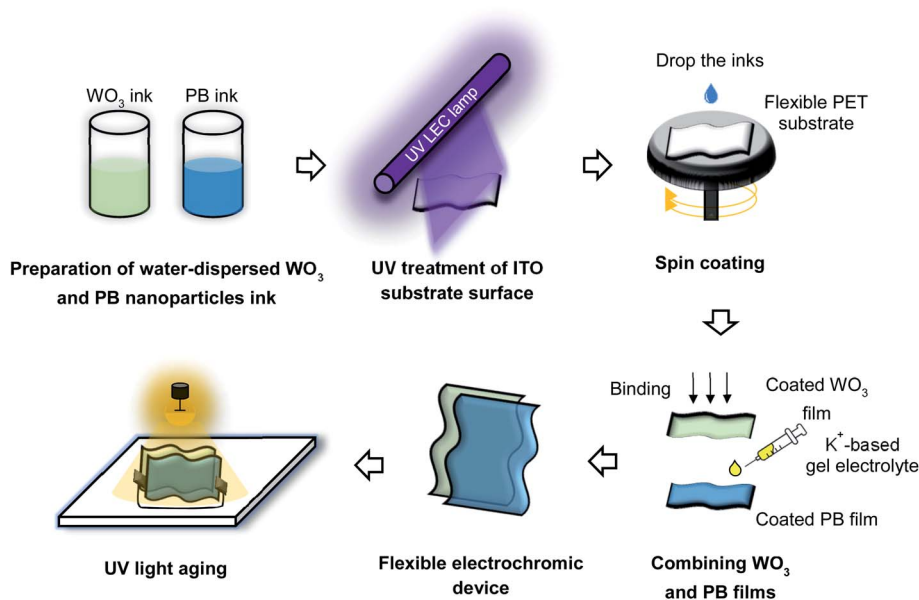 WO₃ ink
PB ink
Preparation of water-dispersed WO₃
and PB nanoparticles ink
UV LEC lamp
UV treatment of ITO
substrate surface
Drop the inks
Flexible PET
substrate
Spin coating
Binding
Coated WO₃
film
K⁺-based
gel electrolyte
Coated PB film
Combining WO₃
and PB films
Flexible electrochromic
device
UV light aging